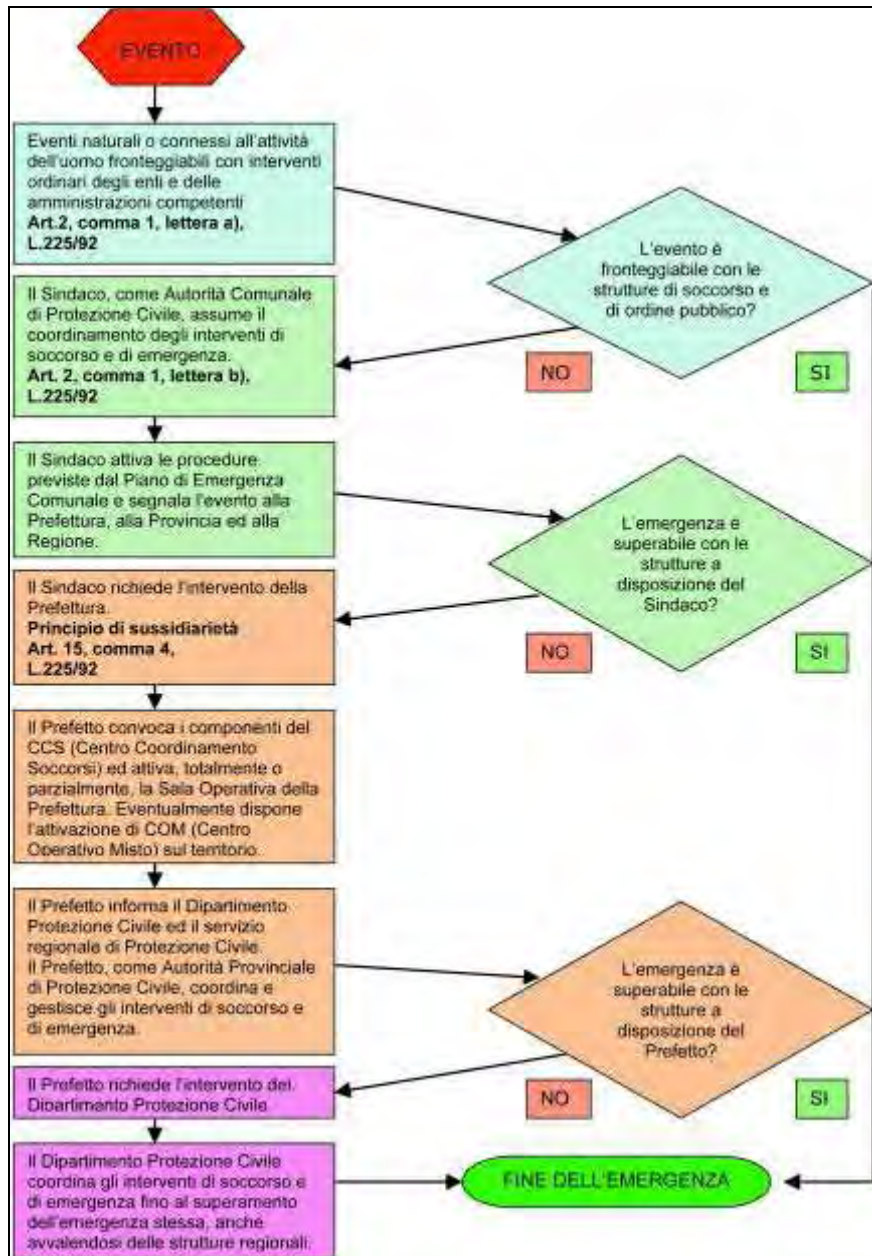 EVENTO
Eventi naturali o connessi all'attività
dell'uomo fronteggiabili con interventi
ordinari degli enti e delle
amministrazioni competenti
Art.2, comma 1, lettera a),
L.225/92
L'evento è
fronteggiabile con le
strutture di soccorso e
di ordine pubblico?
NO
SI
Il Sindaco, come Autorità Comunale
di Protezione Civile, assume il
coordinamento degli interventi di
soccorso e di emergenza.
Art. 2, comma 1, lettera b),
L.225/92
Il Sindaco attiva le procedure
previste dal Piano di Emergenza
Comunale e segnala l'evento alla
Prefettura, alla Provincia ed alla
Regione.
L'emergenza è
superabile con le
strutture a
disposizione del
Sindaco?
NO
SI
Il Sindaco richiede l'intervento della
Prefettura.
Principio di sussidiarietà
Art. 15, comma 4,
L.225/92
Il Prefetto convoca i componenti del
CCS (Centro Coordinamento
Soccorsi) ed attiva, totalmente o
parzialmente, la Sala Operativa della
Prefettura. Eventualmente dispone
l'attivazione di COM (Centro
Operativo Misto) sul territorio.
Il Prefetto informa il Dipartimento
Protezione Civile ed il servizio
regionale di Protezione Civile.
Il Prefetto, come Autorità Provinciale
di Protezione Civile, coordina e
gestisce gli interventi di soccorso e
di emergenza.
L'emergenza è
superabile con le
strutture a
disposizione del
Prefetto?
NO
SI
Il Prefetto richiede l'intervento del
Dipartimento Protezione Civile
Il Dipartimento Protezione Civile
coordina gli interventi di soccorso e
di emergenza fino al superamento
dell'emergenza stessa, anche
avvalendosi delle strutture regionali.
FINE DELL'EMERGENZA